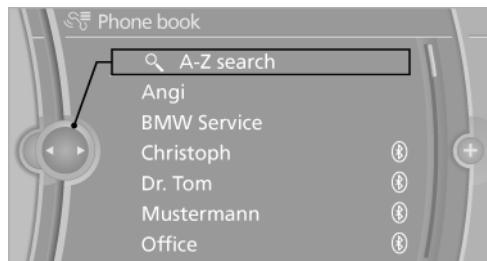 Phone book
A-Z search
Angi
BMW Service
Christoph
Dr. Tom
Mustermann
Office